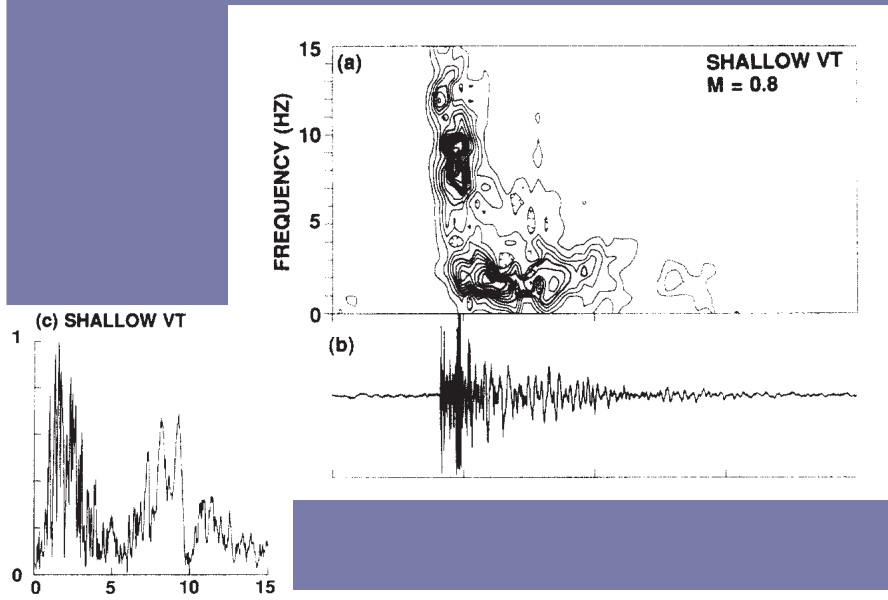 15
(a)
SHALLOW VT
M = 0.8
10
FREQUENCY (HZ)
5
0
(b)
(c) SHALLOW VT
1
0
0 5 10 15